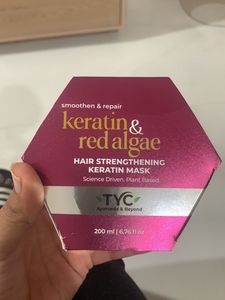 smoothen & repair
keratin &
red algae
HAIR STRENGTHENING
KERATIN MASK
Science Driven, Plant Based.
TYC
Ayurveda & Beyond
200 ml | 6.76 fl oz